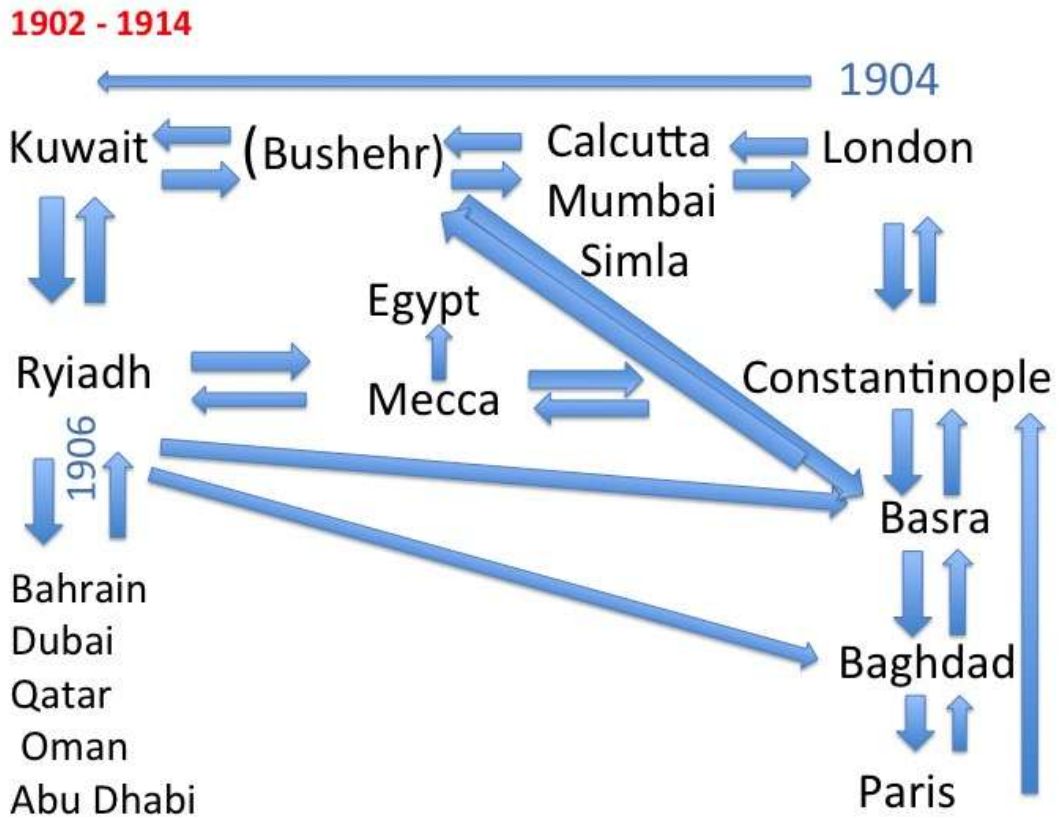 1902 - 1914
1904
Kuwait (Bushehr) Calcutta London
Mumbai
Simla
Egypt
Ryiadh Mecca Constantinople
1906
Basra
Bahrain
Dubai
Baghdad
Qatar
Oman
Abu Dhabi Paris